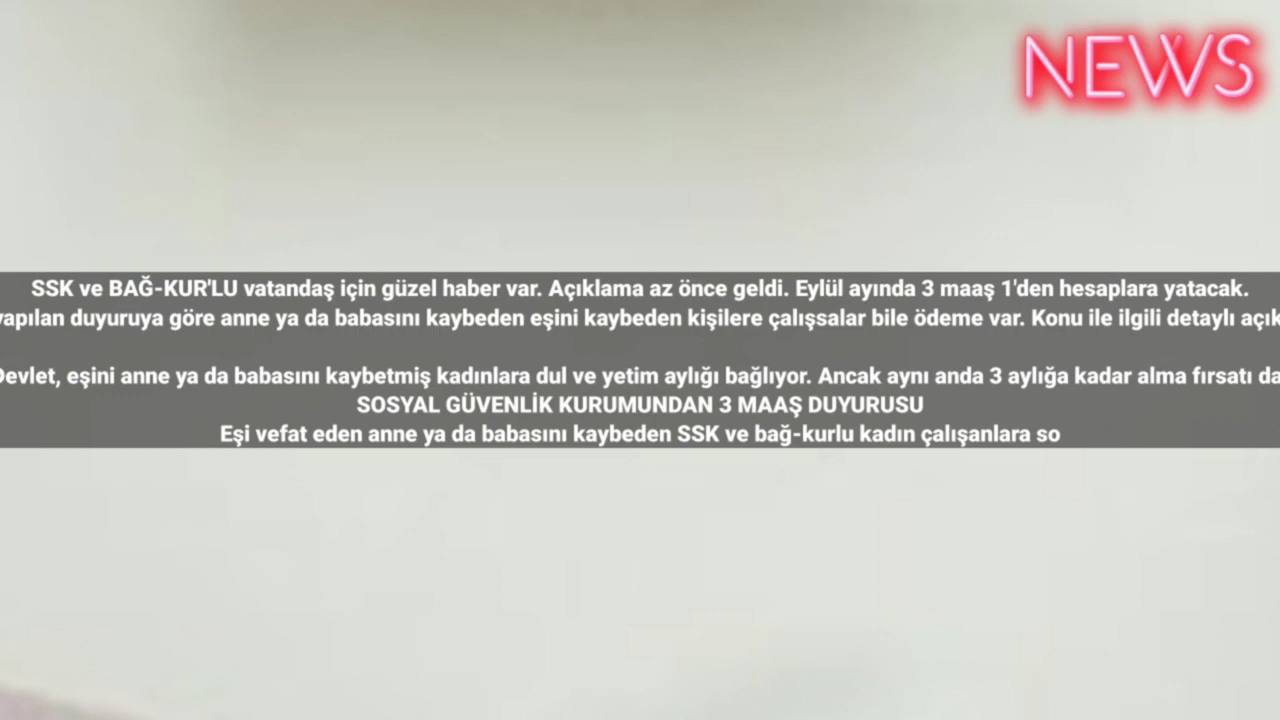 NEWS
SSK ve BAĞ-KUR'LU vatandaş için güzel haber var. Açıklama az önce geldi. Eylül ayında 3 maaş 1'den hesaplara yatacak.
yapılan duyuruya göre anne ya da babasını kaybeden eşini kaybeden kişilere çalışsalar bile ödeme var. Konu ile ilgili detaylı açık
Devlet, eşini anne ya da babasını kaybetmiş kadınlara dul ve yetim aylığı bağlıyor. Ancak aynı anda 3 aylığa kadar alma fırsatı da
SOSYAL GÜVENLİK KURUMUNDAN 3 MAAŞ DUYURUSU
Eşi vefat eden anne ya da babasını kaybeden SSK ve bağ-kurlu kadın çalışanlara so